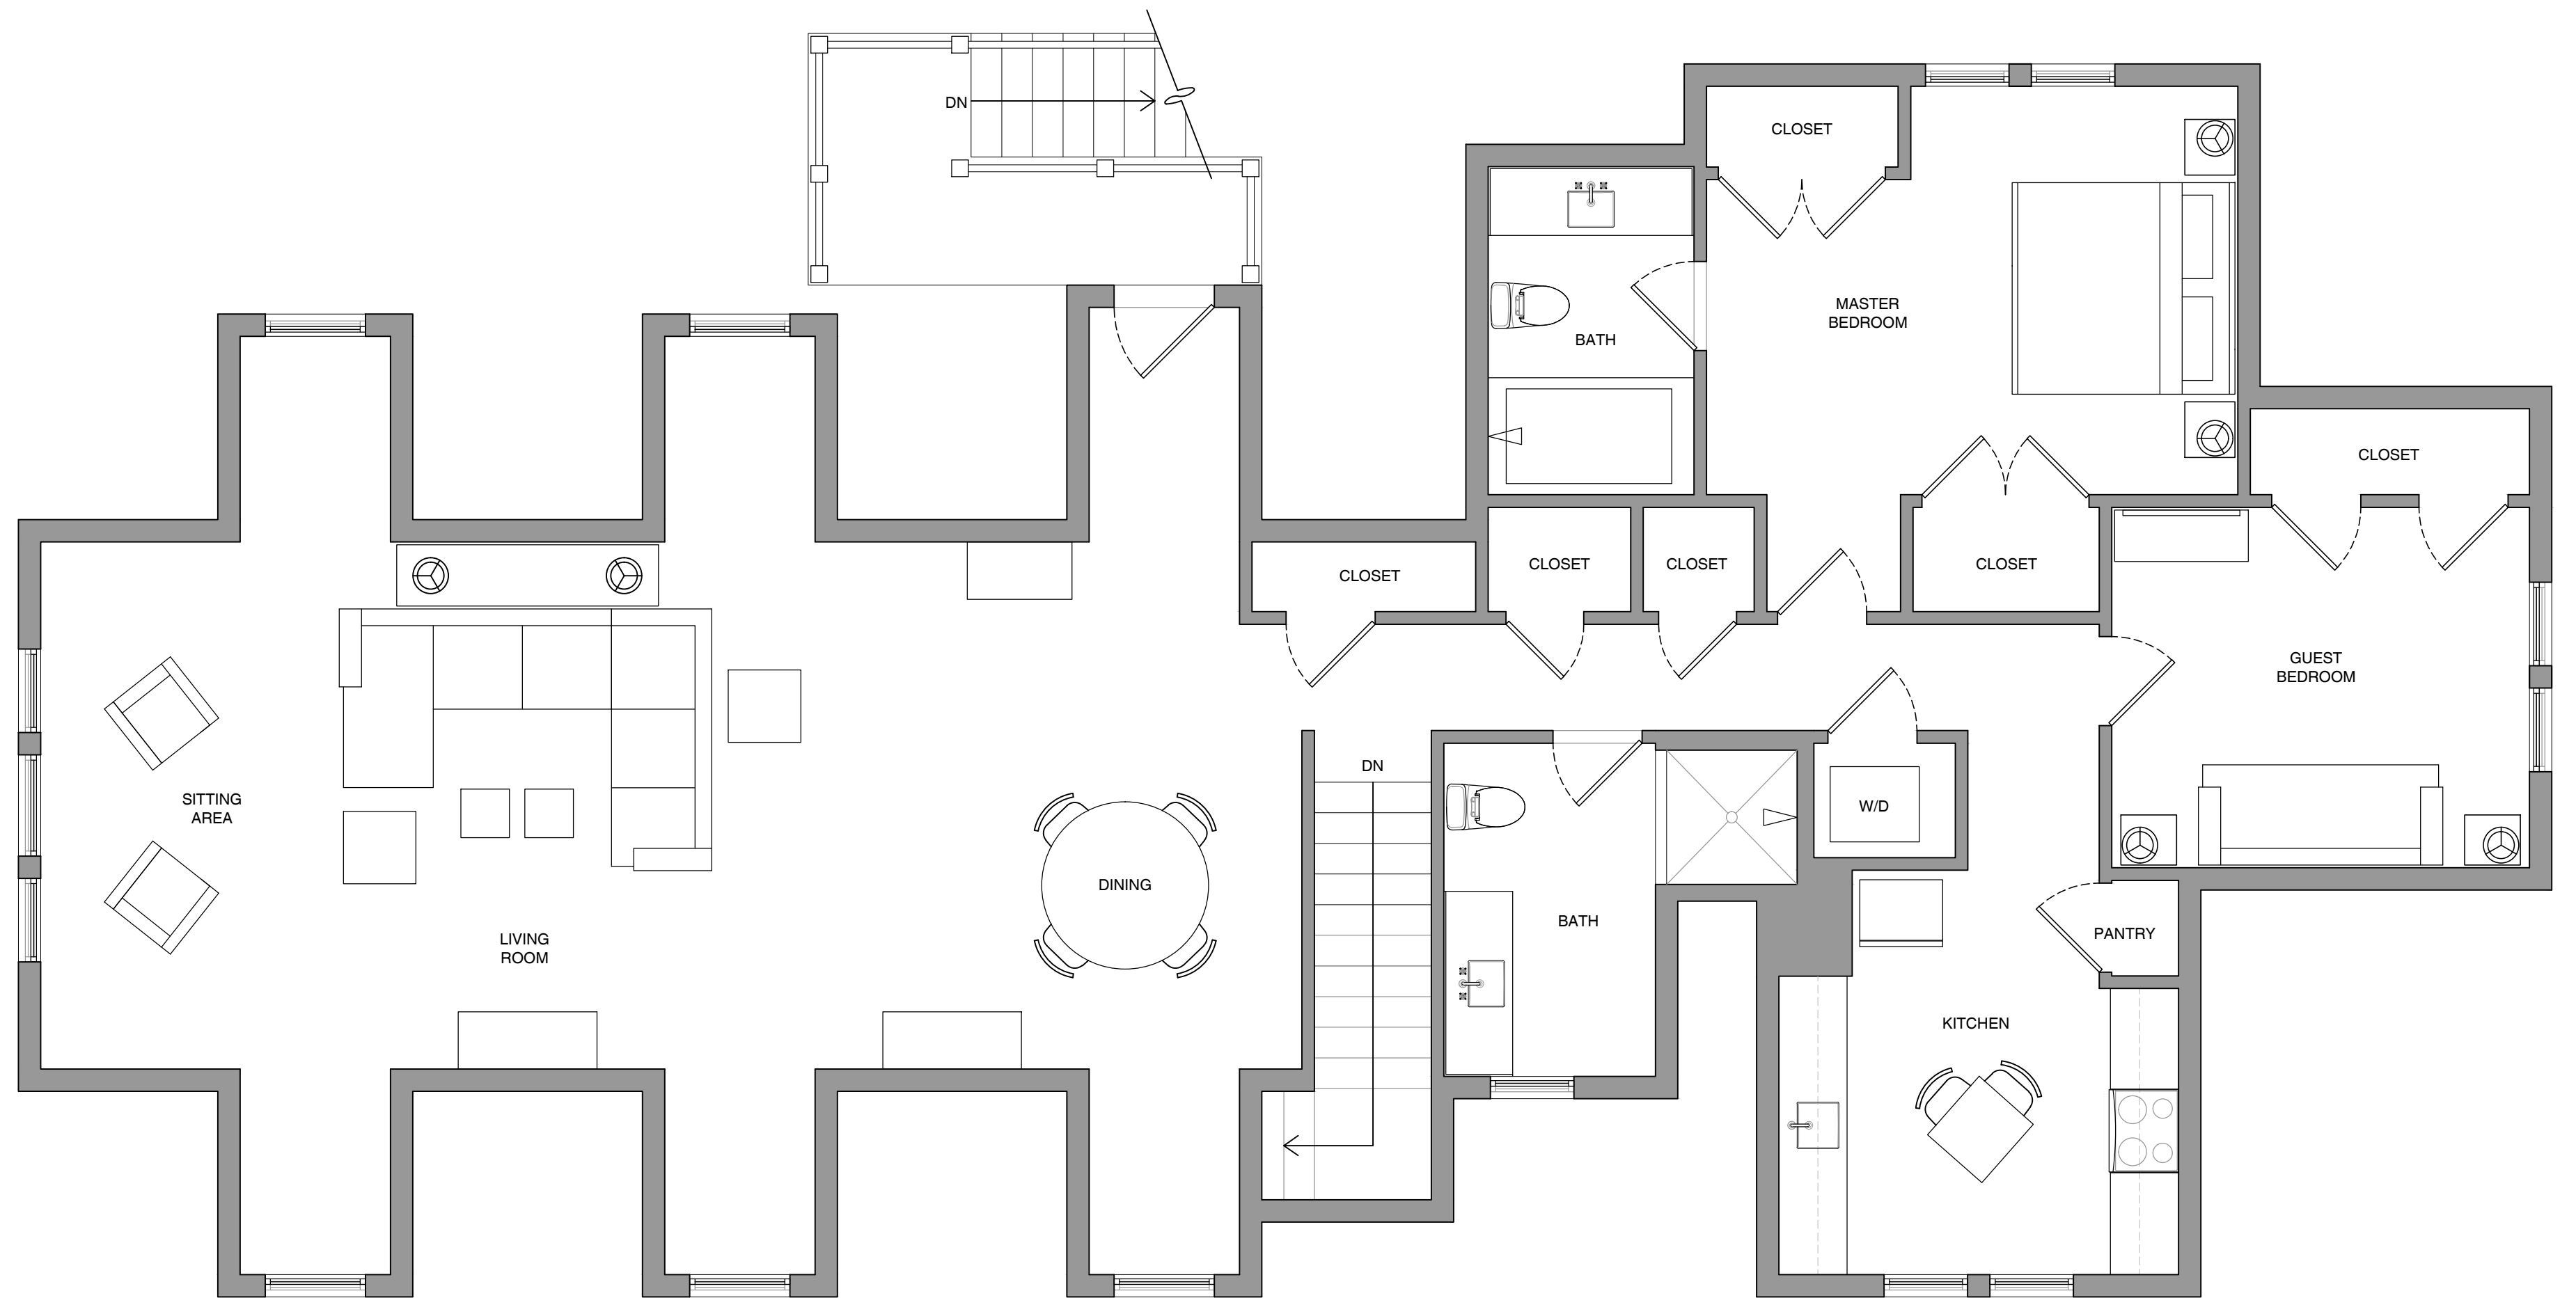 DN
CLOSET
MASTER
BEDROOM
BATH
CLOSET
CLOSET
CLOSET
CLOSET
CLOSET
GUEST
BEDROOM
DN
SITTING
AREA
W/D
DINING
BATH
PANTRY
LIVING
ROOM
KITCHEN